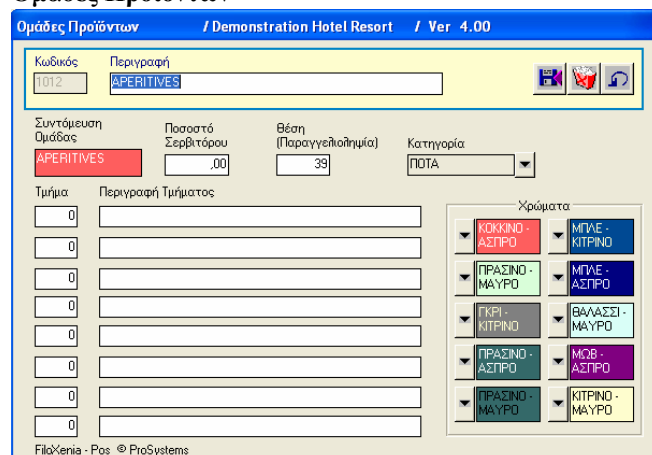 Ομάδες Προϊόντων / Demonstration Hotel Resort / Ver 4.00
Κωδικός Περιγραφή
1012 APERITIVES
Συντόμευση Ομάδας
Ποσοστό Σερβιτόρου
Θέση (Παραγγελιοληψία)
Κατηγορία
APERITIVES ,00 39 ΠΟΤΑ
Τμήμα Περιγραφή Τμήματος
0
0
0
0
0
0
0
0
Χρώματα
ΚΟΚΚΙΝΟ - ΑΣΠΡΟ
ΜΠΛΕ - ΚΙΤΡΙΝΟ
ΠΡΑΣΙΝΟ - ΜΑΥΡΟ
ΜΠΛΕ - ΑΣΠΡΟ
ΓΚΡΙ - ΚΙΤΡΙΝΟ
ΘΑΛΑΣΣΙ - ΜΑΥΡΟ
ΠΡΑΣΙΝΟ - ΑΣΠΡΟ
ΜΩΒ - ΑΣΠΡΟ
ΠΡΑΣΙΝΟ - ΜΑΥΡΟ
ΚΙΤΡΙΝΟ - ΜΑΥΡΟ
FiloXenia - Pos © ProSystems